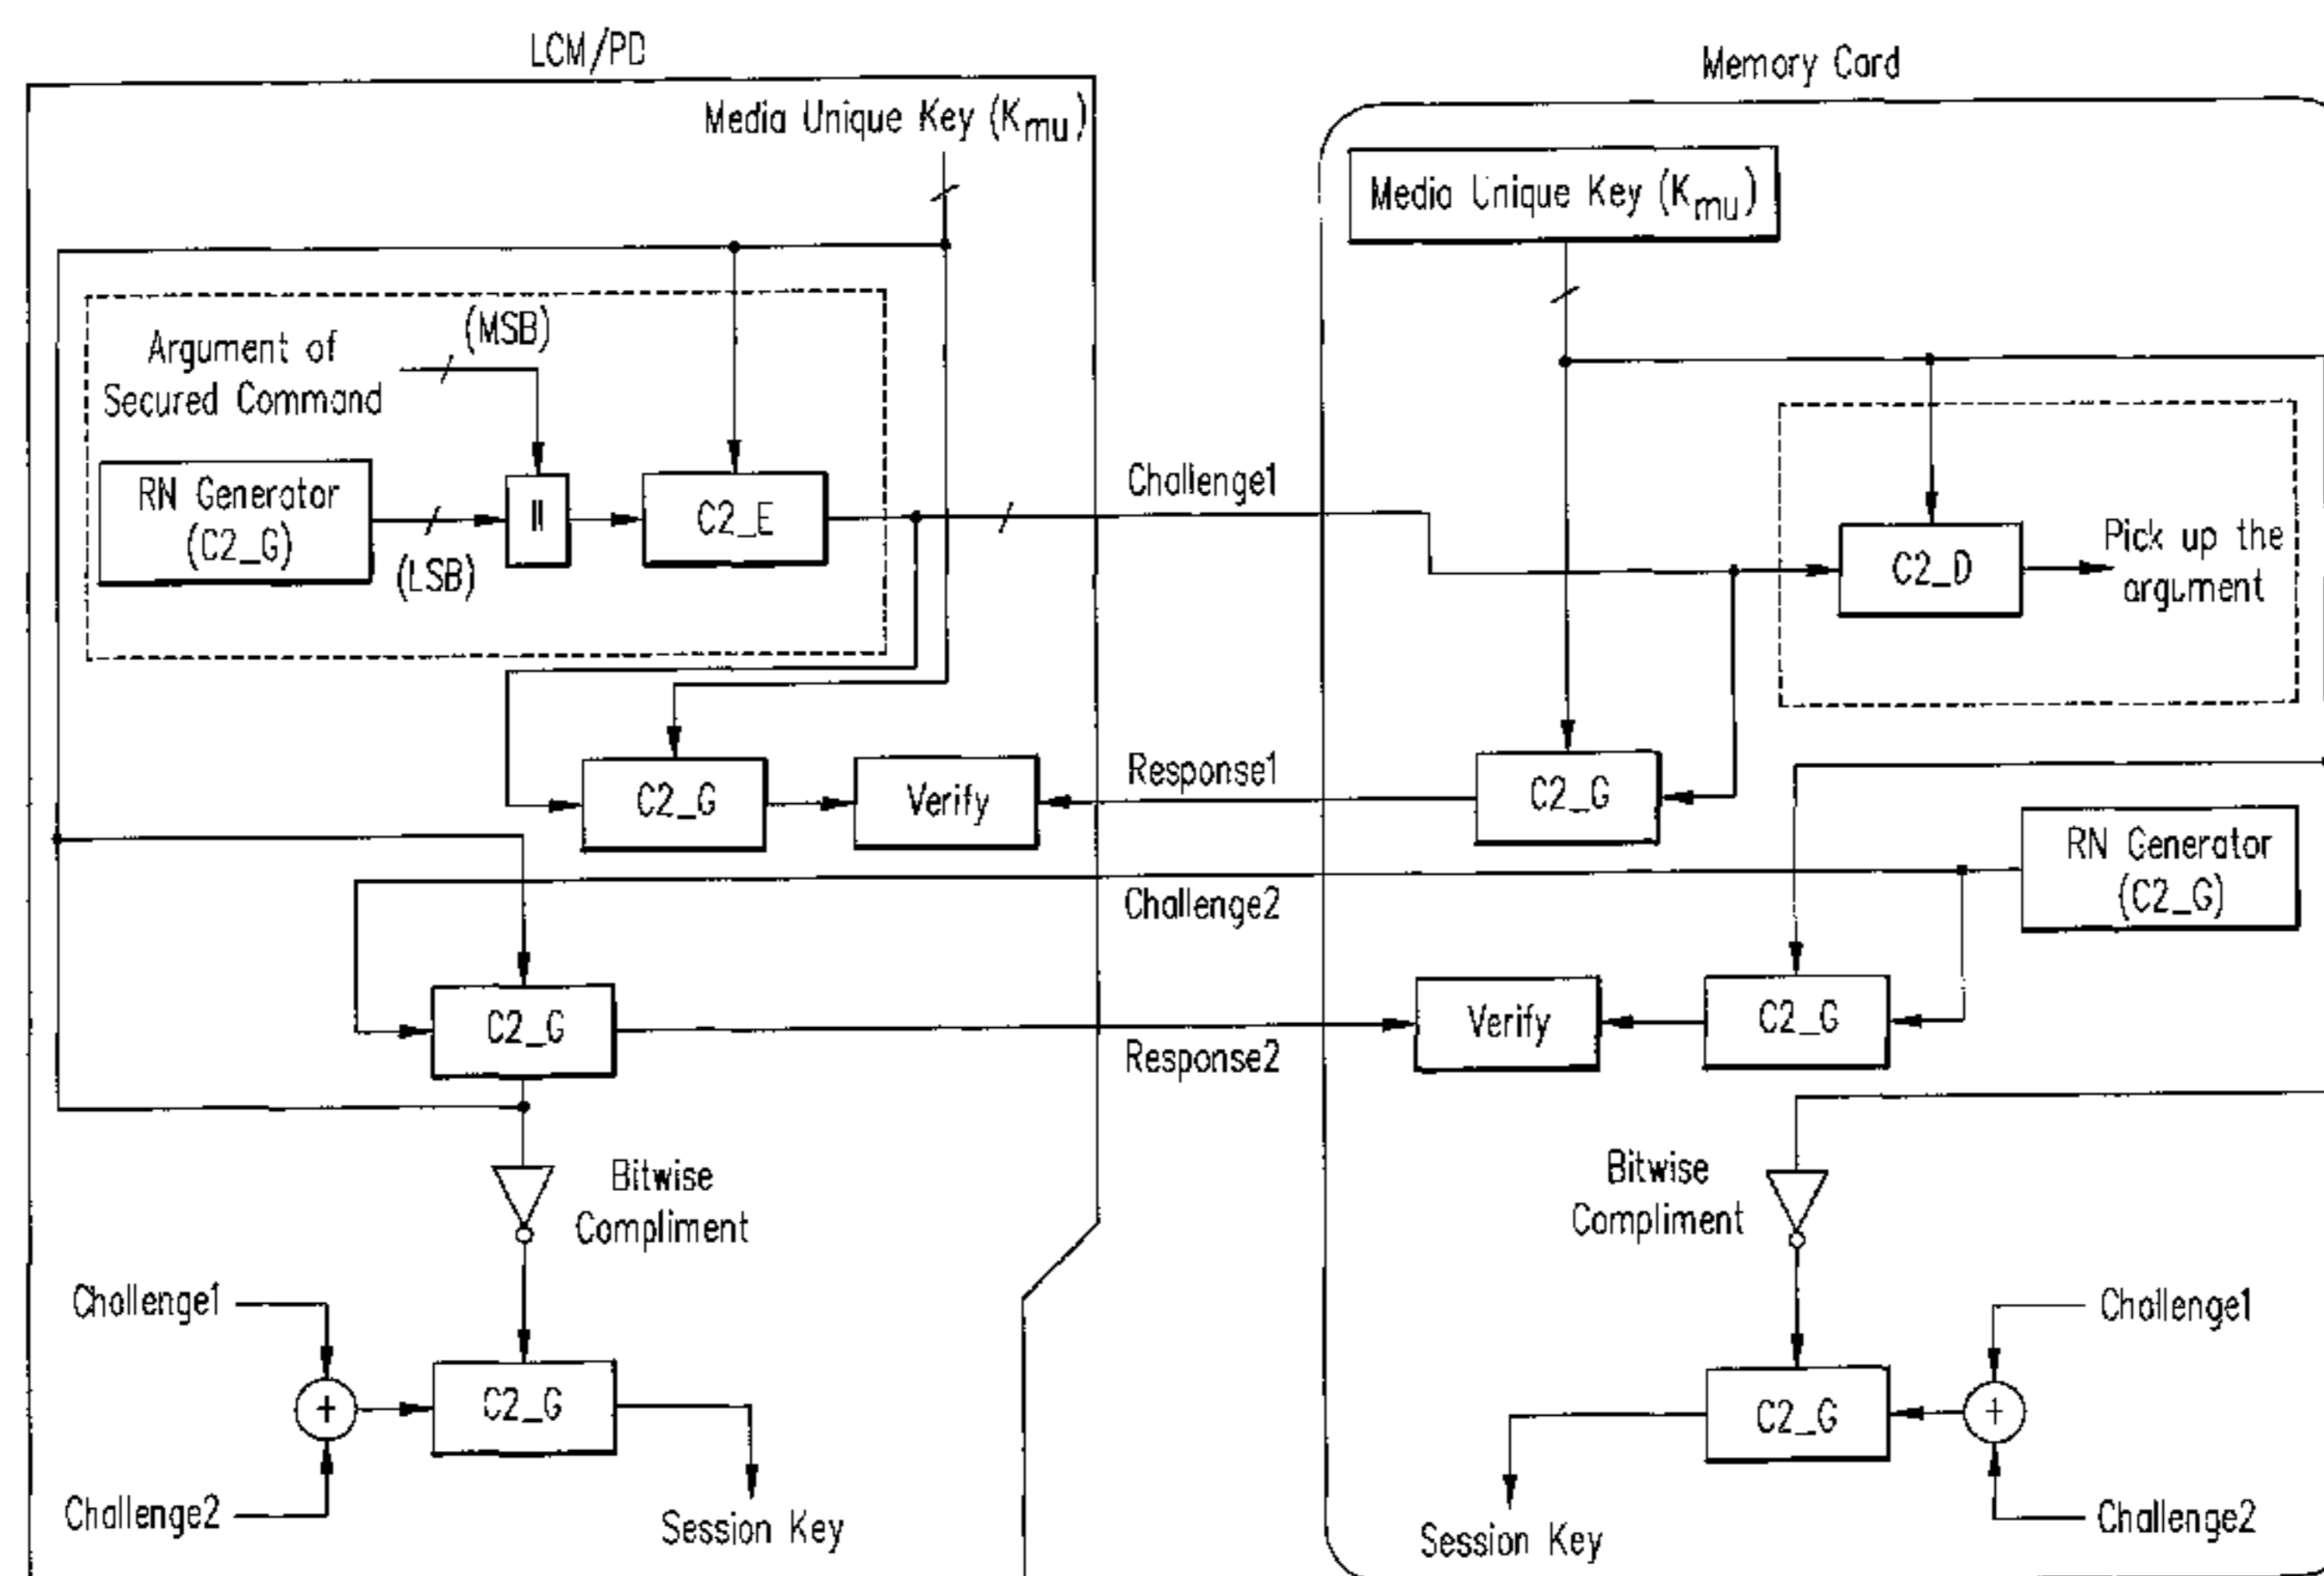 LCM/PD
Media Unique Key (Kmu)
Argument of
Secured Command
(MSB)
RN Generator
(C2_G)
(LSB)
||
C2_E
C2_G
Verify
C2_G
Bitwise
Compliment
Challenge1
+
Challenge2
C2_G
Session Key
Challenge1
Response1
Challenge2
Response2
Memory Card
Media Unique Key (Kmu)
C2_D
Pick up the
argument
C2_G
RN Generator
(C2_G)
Verify
C2_G
Bitwise
Compliment
Challenge1
C2_G
+
Challenge2
Session Key